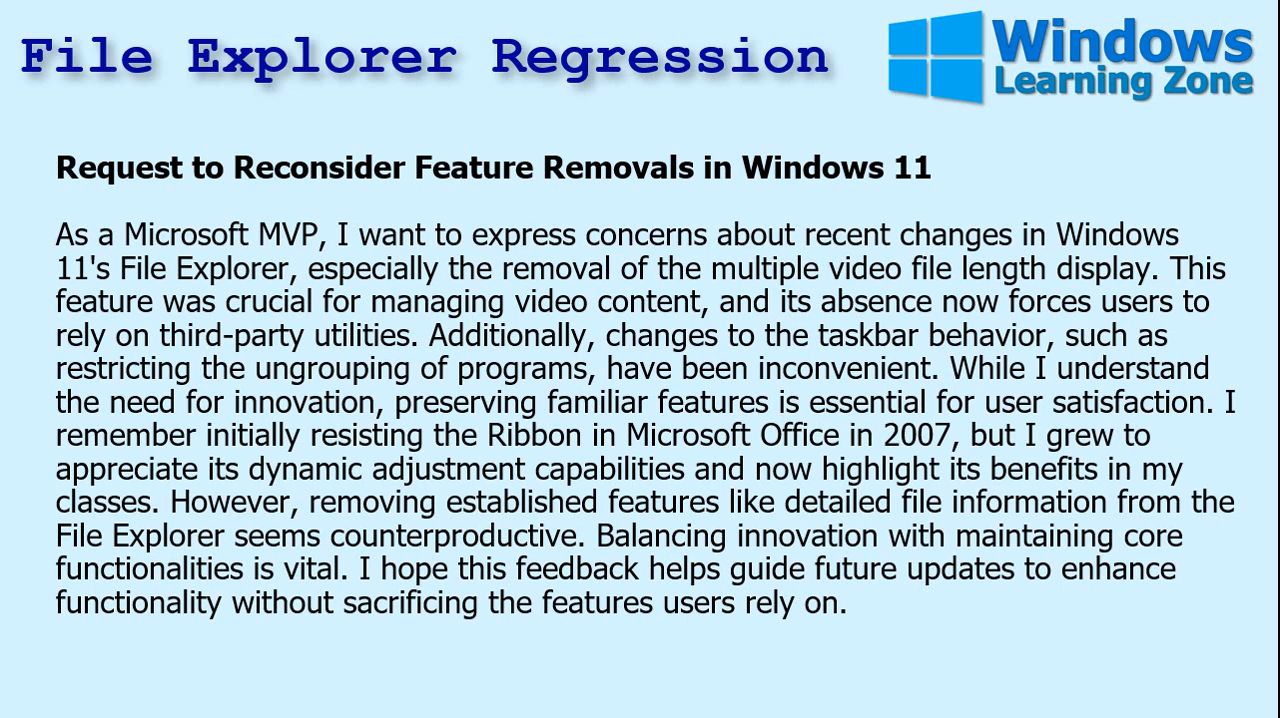 File Explorer Regression
Windows
Learning Zone
Request to Reconsider Feature Removals in Windows 11
As a Microsoft MVP, I want to express concerns about recent changes in Windows
11's File Explorer, especially the removal of the multiple video file length display. This
feature was crucial for managing video content, and its absence now forces users to
rely on third-party utilities. Additionally, changes to the taskbar behavior, such as
restricting the ungrouping of programs, have been inconvenient. While I understand
the need for innovation, preserving familiar features is essential for user satisfaction. I
remember initially resisting the Ribbon in Microsoft Office in 2007, but I grew to
appreciate its dynamic adjustment capabilities and now highlight its benefits in my
classes. However, removing established features like detailed file information from the
File Explorer seems counterproductive. Balancing innovation with maintaining core
functionalities is vital. I hope this feedback helps guide future updates to enhance
functionality without sacrificing the features users rely on.